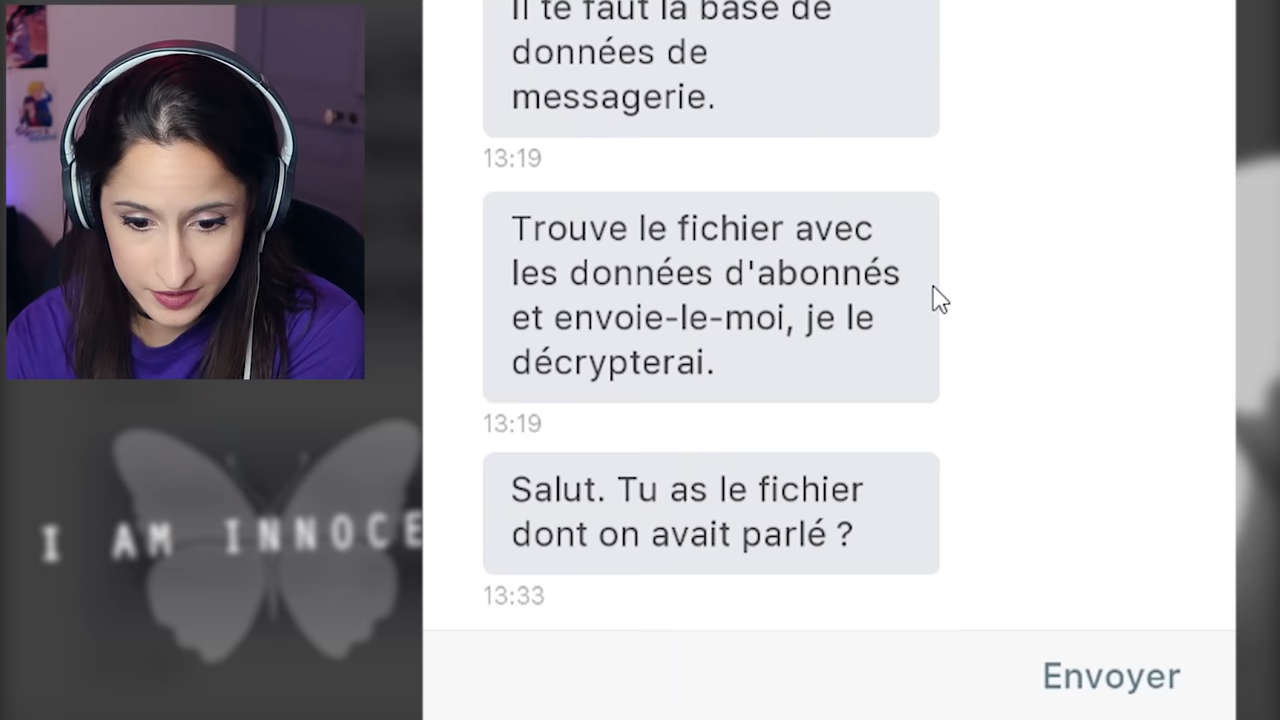 Il te faut la base de
données de
messagerie.
13:19
Trouve le fichier avec
les données d'abonnés
et envoie-le-moi, je le
décrypterai.
13:19
Salut. Tu as le fichier
dont on avait parlé ?
13:33
Envoyer
I AM INNOCE